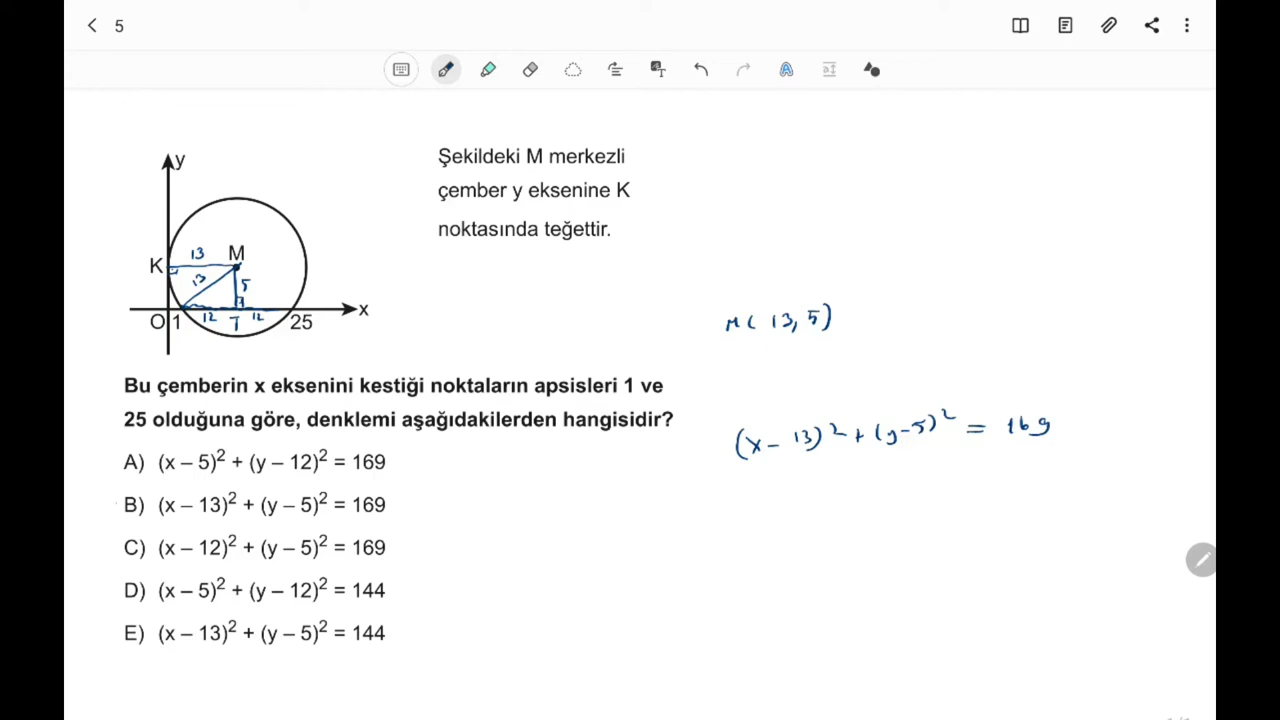 5
y
Şekildeki M merkezli
çember y eksenine K
noktasında teğettir.
13 M
K 13 5
x
O 1 12 T 12 25
M( 13, 5)
Bu çemberin x eksenini kestiği noktaların apsisleri 1 ve
25 olduğuna göre, denklemi aşağıdakilerden hangisidir?
(x – 13)² + (y – 5)² = 169
A) (x – 5)² + (y – 12)² = 169
B) (x – 13)² + (y – 5)² = 169
C) (x – 12)² + (y – 5)² = 169
D) (x – 5)² + (y – 12)² = 144
E) (x – 13)² + (y – 5)² = 144